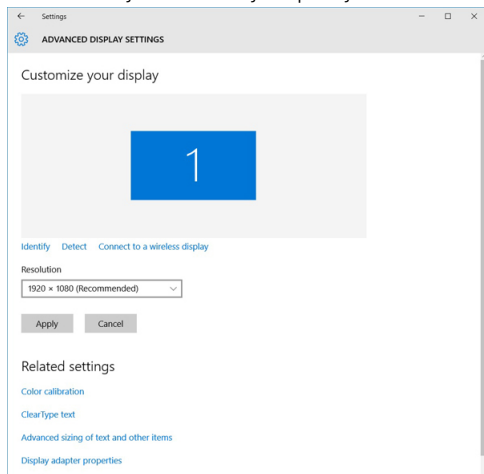 Settings
ADVANCED DISPLAY SETTINGS
Customize your display
1
Identify Detect Connect to a wireless display
Resolution
1920 × 1080 (Recommended)
Apply Cancel
Related settings
Color calibration
ClearType text
Advanced sizing of text and other items
Display adapter properties